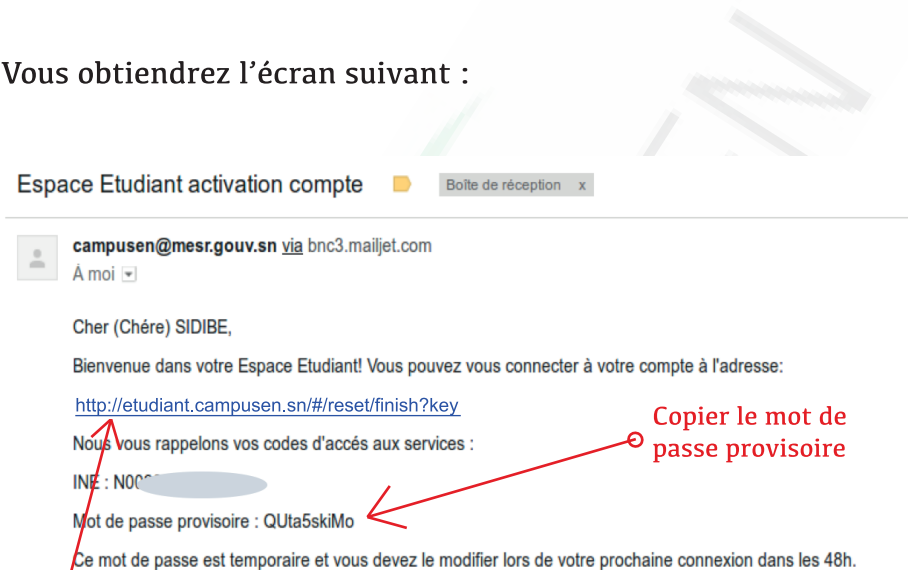 Vous obtiendrez l'écran suivant :
Espace Etudiant activation compte Boîte de réception x
campusen@mesr.gouv.sn via bnc3.mailjet.com
À moi
Cher (Chére) SIDIBE,
Bienvenue dans votre Espace Etudiant! Vous pouvez vous connecter à votre compte à l'adresse:
http://etudiant.campusen.sn/#/reset/finish?key
Copier le mot de
passe provisoire
Nous vous rappelons vos codes d'accés aux services :
INE : N00
Mot de passe provisoire : QUta5skiMo
Ce mot de passe est temporaire et vous devez le modifier lors de votre prochaine connexion dans les 48h.